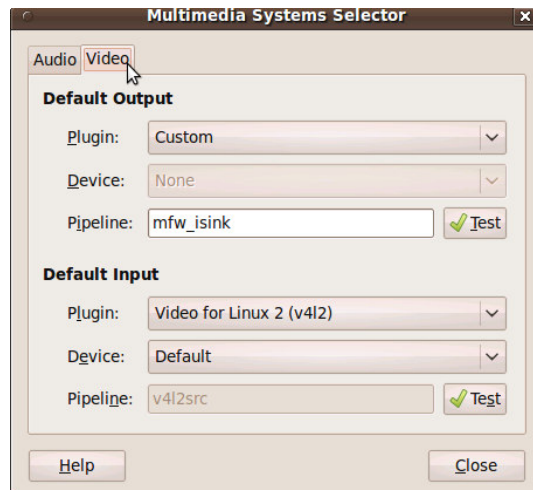 Multimedia Systems Selector
Audio Video
Default Output
Plugin: Custom
Device: None
Pipeline: mfw_isink Test
Default Input
Plugin: Video for Linux 2 (v4l2)
Device: Default
Pipeline: v4l2src Test
Help Close